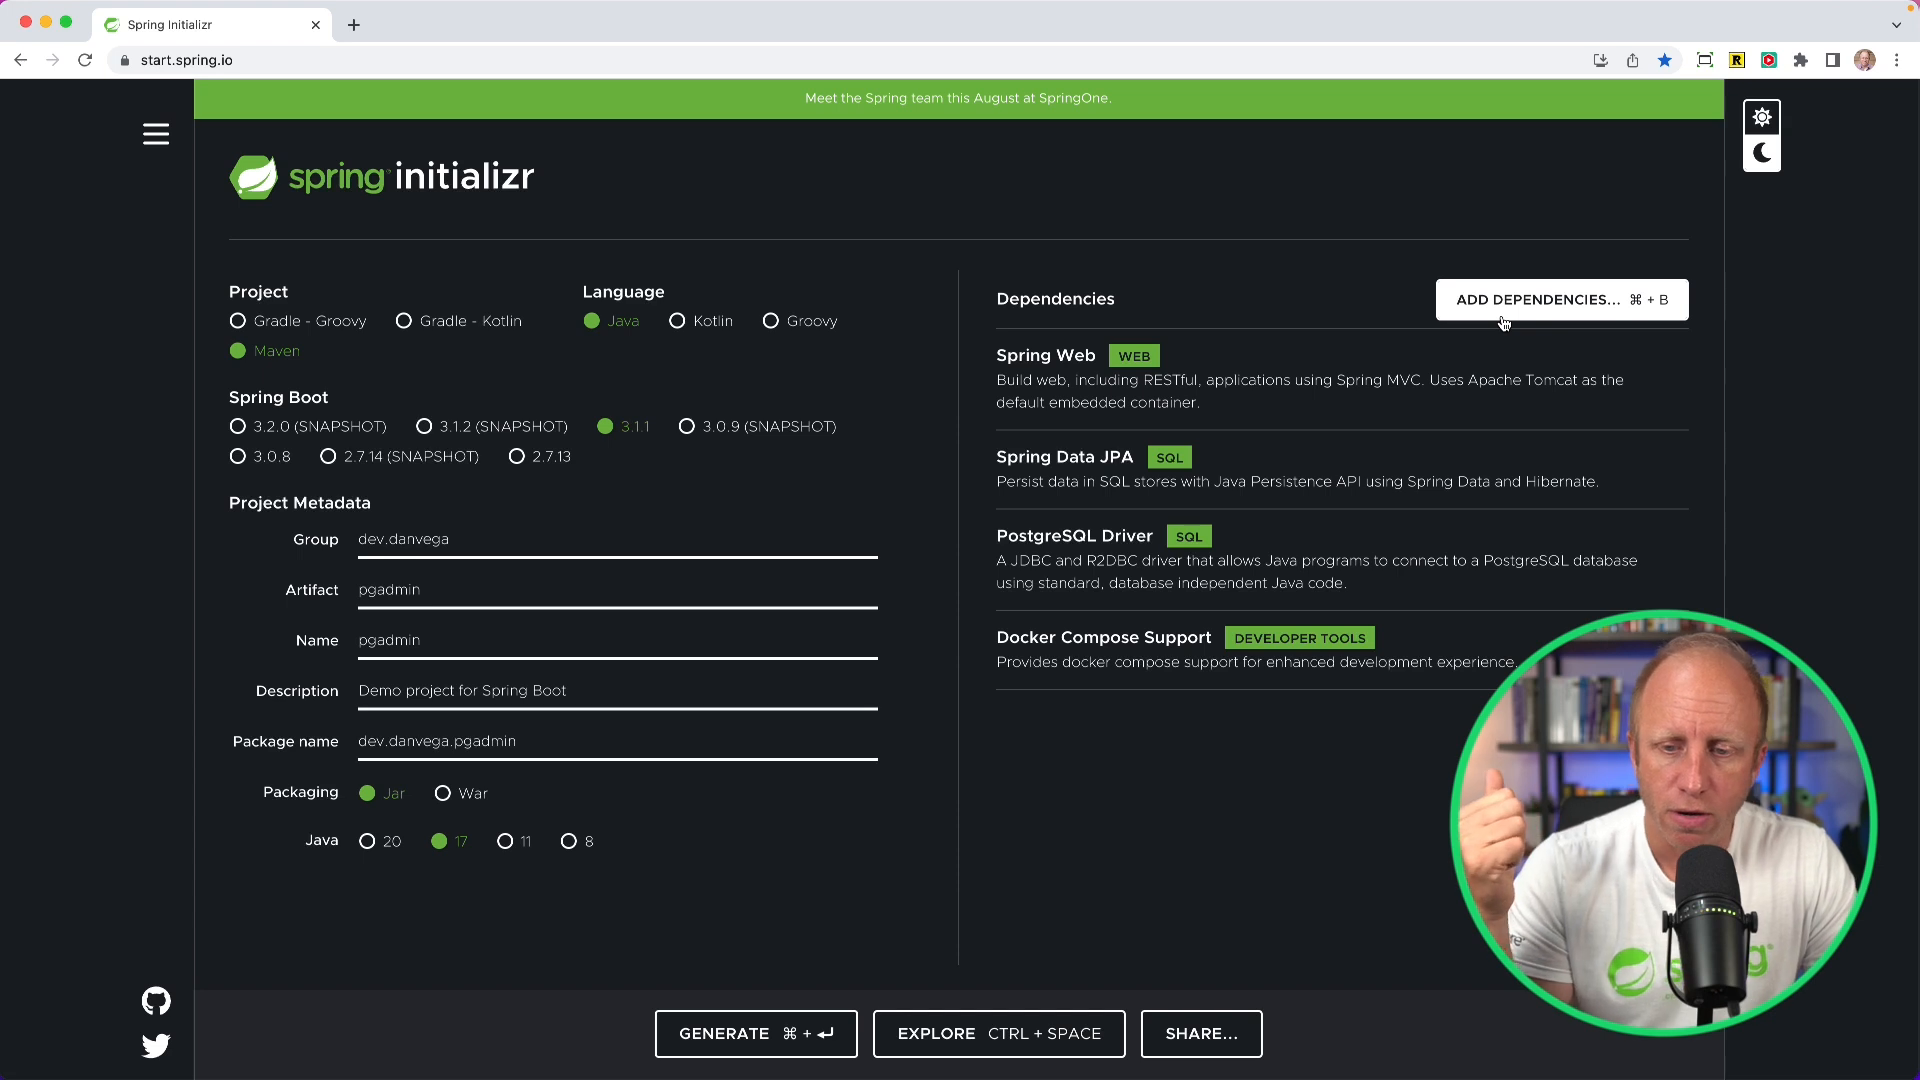 Spring Initializr
start.spring.io
Meet the Spring team this August at SpringOne.
spring initializr
Project
Gradle - Groovy
Gradle - Kotlin
Maven
Language
Java
Kotlin
Groovy
Spring Boot
3.2.0 (SNAPSHOT)
3.1.2 (SNAPSHOT)
3.1.1
3.0.9 (SNAPSHOT)
3.0.8
2.7.14 (SNAPSHOT)
2.7.13
Project Metadata
Group
dev.danvega
Artifact
pgadmin
Name
pgadmin
Description
Demo project for Spring Boot
Package name
dev.danvega.pgadmin
Packaging
Jar
War
Java
20
17
11
8
Dependencies
ADD DEPENDENCIES... ⌘ + B
Spring Web WEB
Build web, including RESTful, applications using Spring MVC. Uses Apache Tomcat as the
default embedded container.
Spring Data JPA SQL
Persist data in SQL stores with Java Persistence API using Spring Data and Hibernate.
PostgreSQL Driver SQL
A JDBC and R2DBC driver that allows Java programs to connect to a PostgreSQL database
using standard, database independent Java code.
Docker Compose Support DEVELOPER TOOLS
Provides docker compose support for enhanced development experience.
GENERATE ⌘ + ⏎
EXPLORE CTRL + SPACE
SHARE...